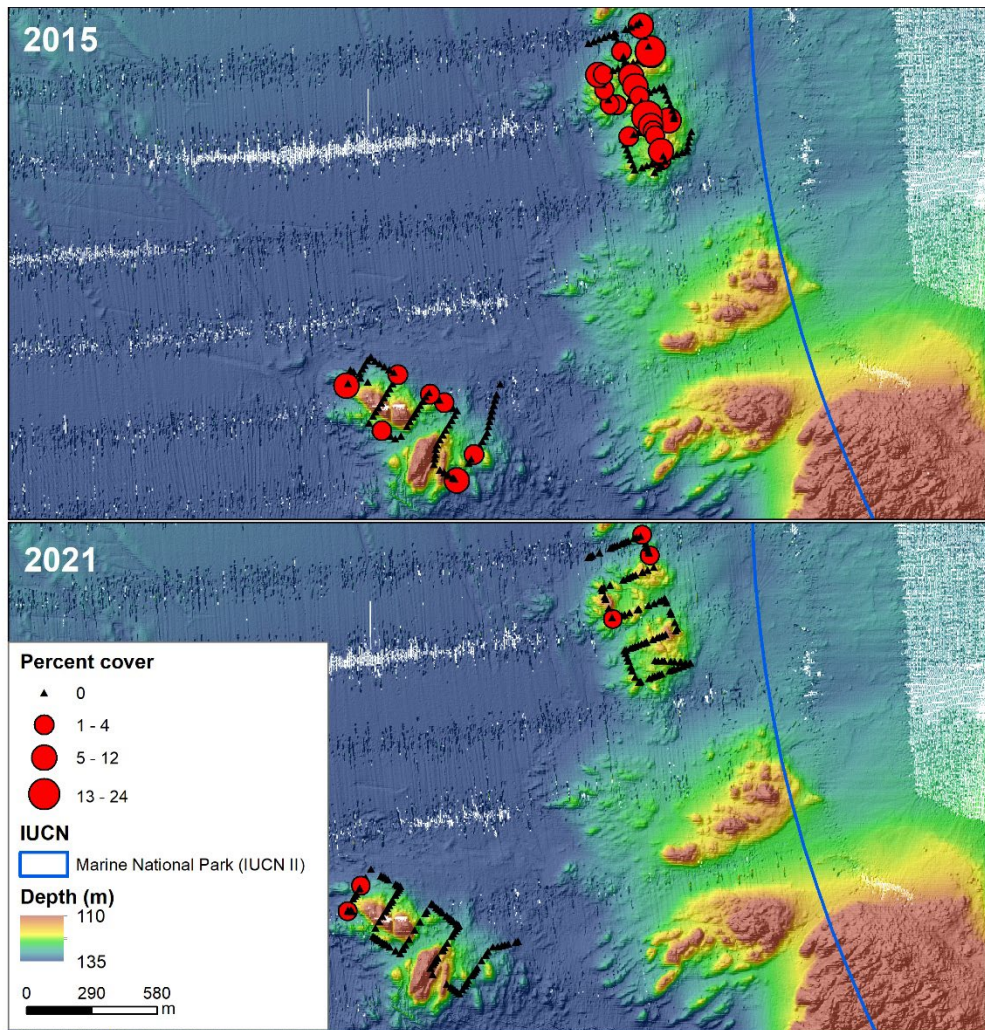 2015
2021
Percent cover
0
1 - 4
5 - 12
13 - 24
IUCN
Marine National Park (IUCN II)
Depth (m)
110
135
0 290 580
m